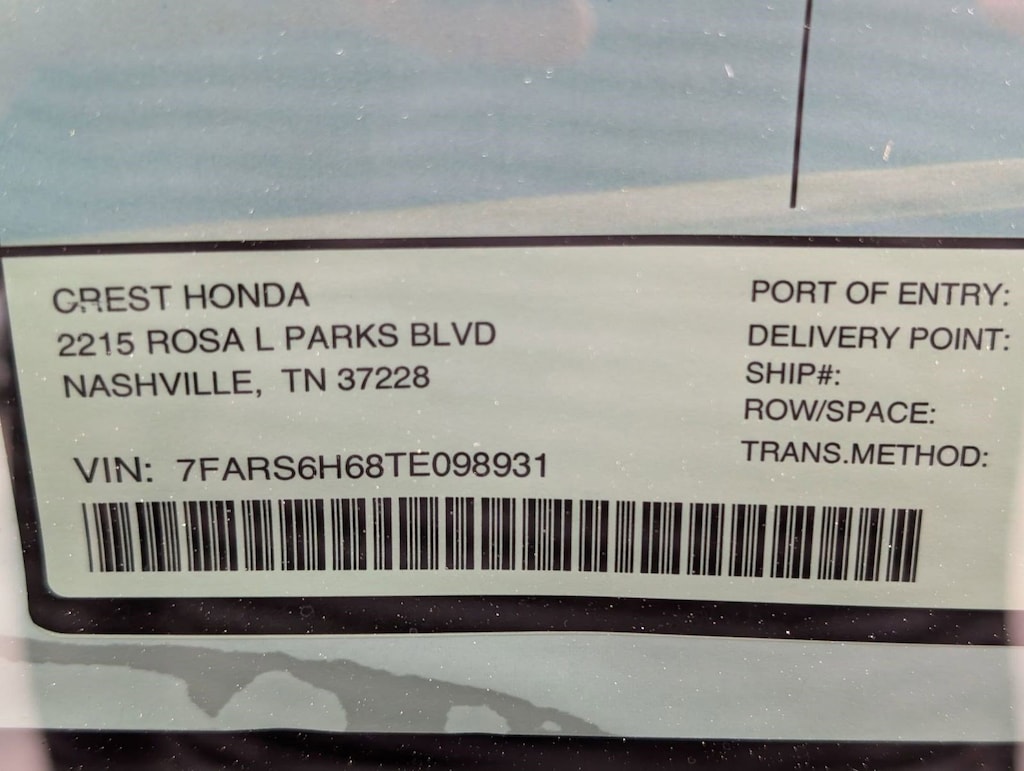 CREST HONDA
2215 ROSA L PARKS BLVD
NASHVILLE, TN 37228
VIN: 7FARS6H68TE098931
PORT OF ENTRY:
DELIVERY POINT:
SHIP#:
ROW/SPACE:
TRANS.METHOD: